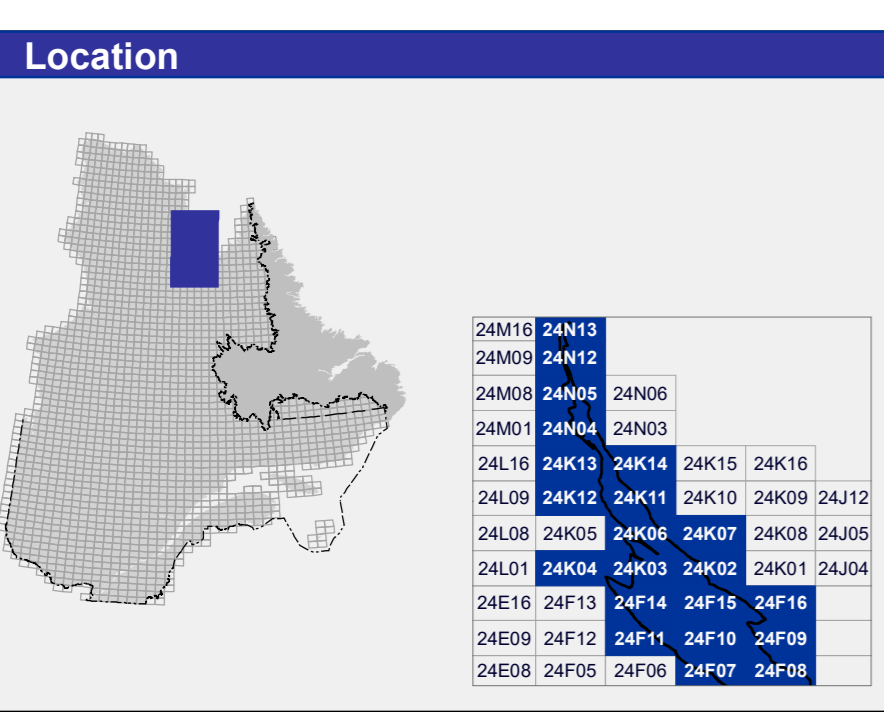 Location
24M16 24N13
24M09 24N12
24M08 24N05 24N06
24M01 24N04 24N03
24L16 24K13 24K14 24K15 24K16
24L09 24K12 24K11 24K10 24K09 24J12
24L08 24K05 24K06 24K07 24K08 24J05
24L01 24K04 24K03 24K02 24K01 24J04
24E16 24F13 24F14 24F15 24F16
24E09 24F12 24F11 24F10 24F09
24E08 24F05 24F06 24F07 24F08